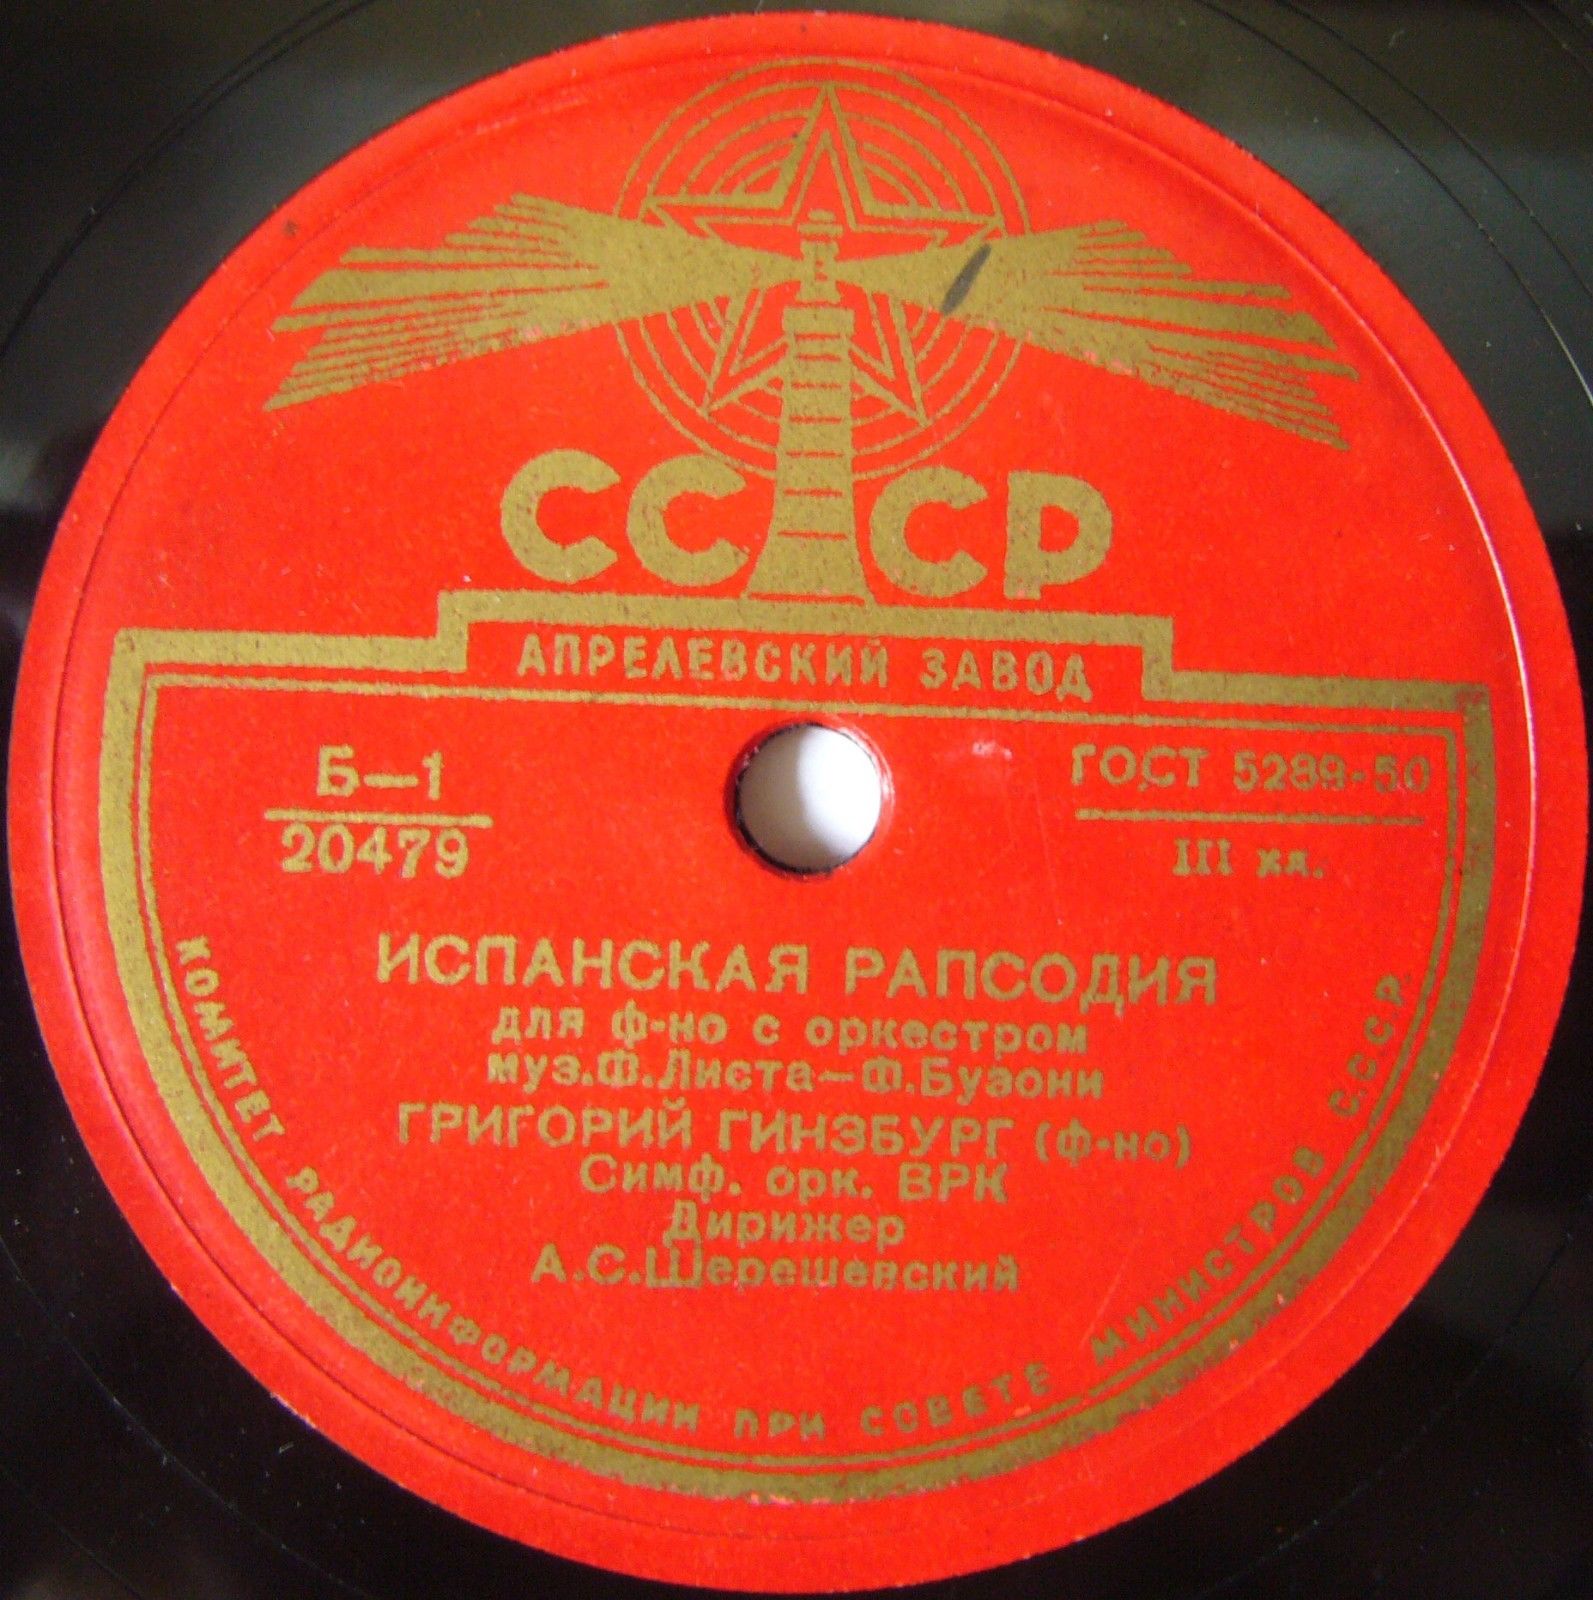 СССР
АПРЕЛЕВСКИЙ ЗАВОД
Б—1
20479
ГОСТ 5289-50
III кл.
ИСПАНСКАЯ РАПСОДИЯ
для ф-но с оркестром
муз.Ф.Листа—Ф.Бузони
ГРИГОРИЙ ГИНЗБУРГ (ф-но)
Симф. орк. ВРК
Дирижер
А.С.Шерешевский
КОМИТЕТ РАДИОИНФОРМАЦИИ ПРИ СОВЕТЕ МИНИСТРОВ С.С.С.Р.